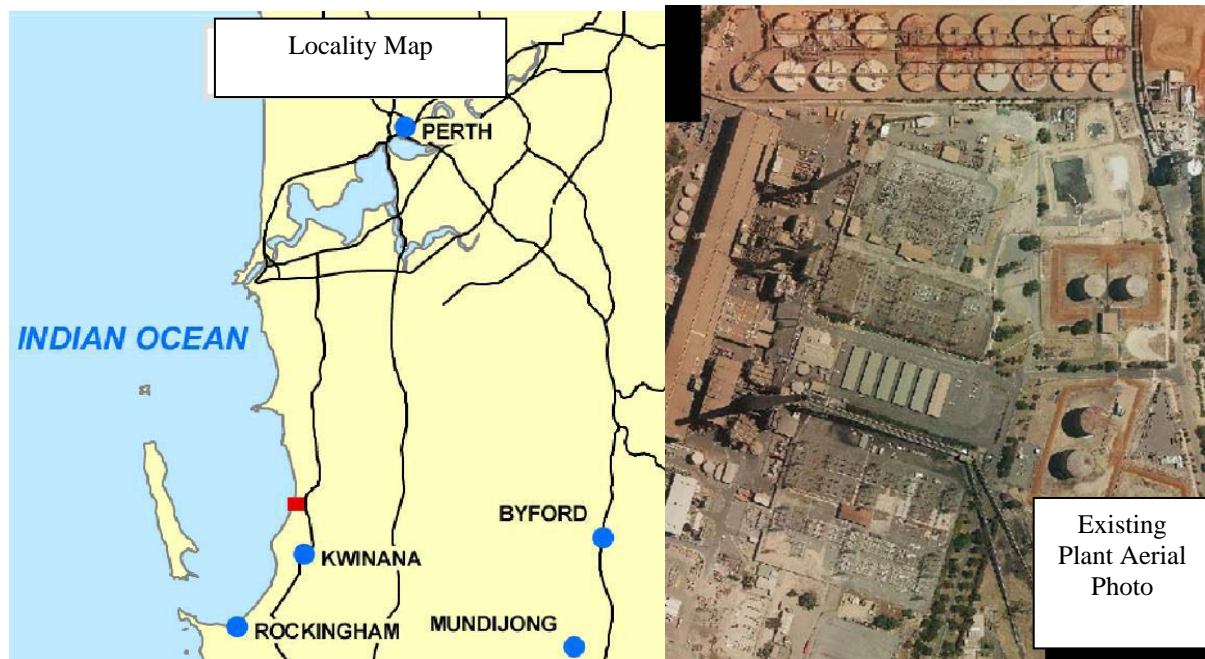 Locality Map
PERTH
INDIAN OCEAN
BYFORD
KWINANA
ROCKINGHAM
MUNDIJONG
Existing
Plant Aerial
Photo